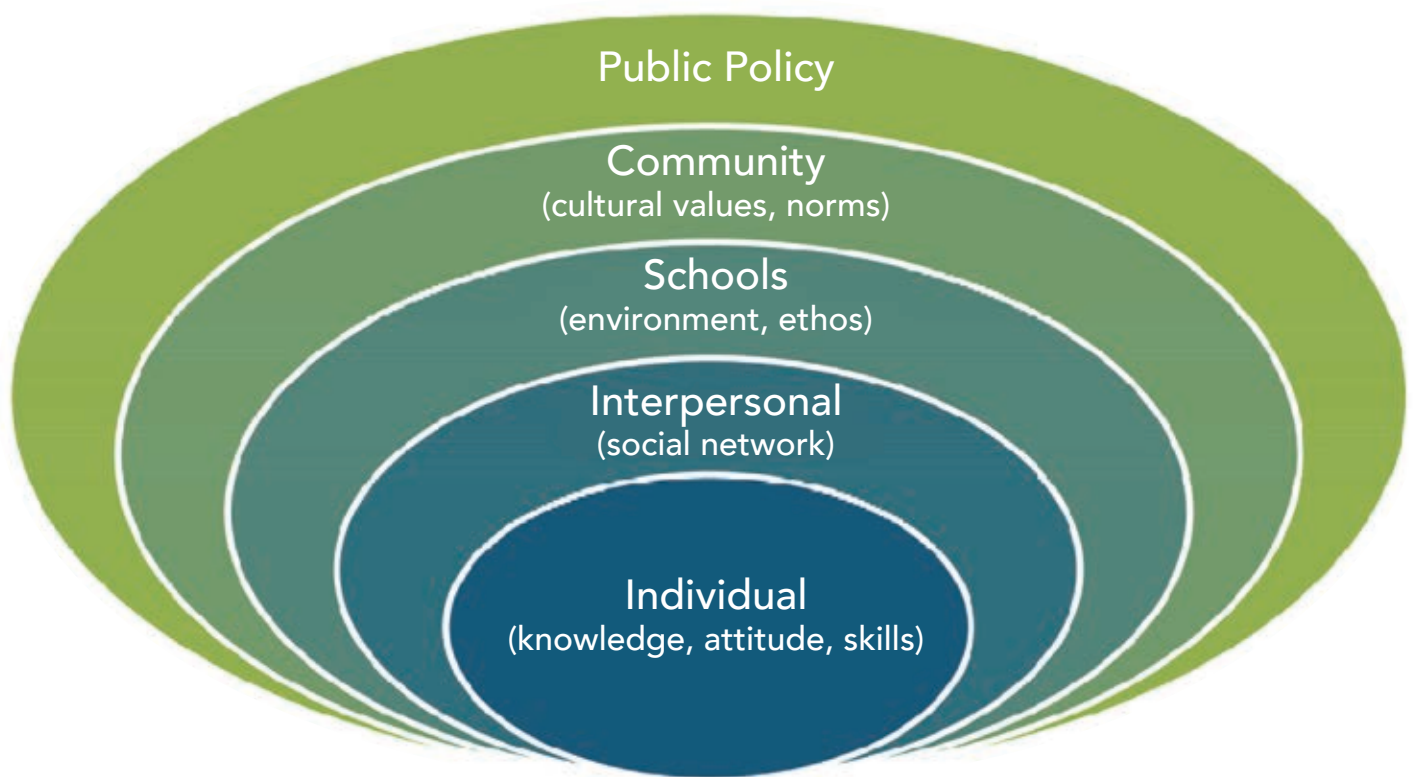 Public Policy
Community
(cultural values, norms)
Schools
(environment, ethos)
Interpersonal
(social network)
Individual
(knowledge, attitude, skills)